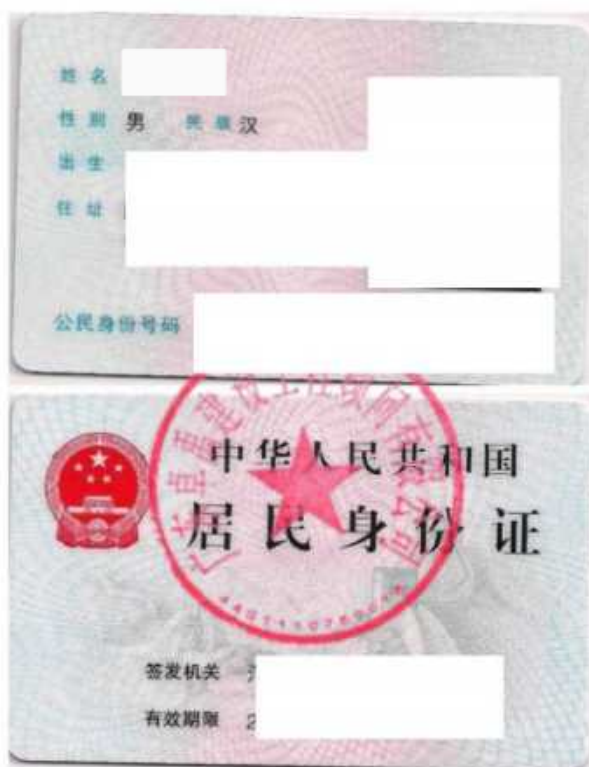 姓名
性别 男 民族 汉
出生
住址
公民身份号码
中华人民共和国
居民身份证
签发机关
有效期限 2